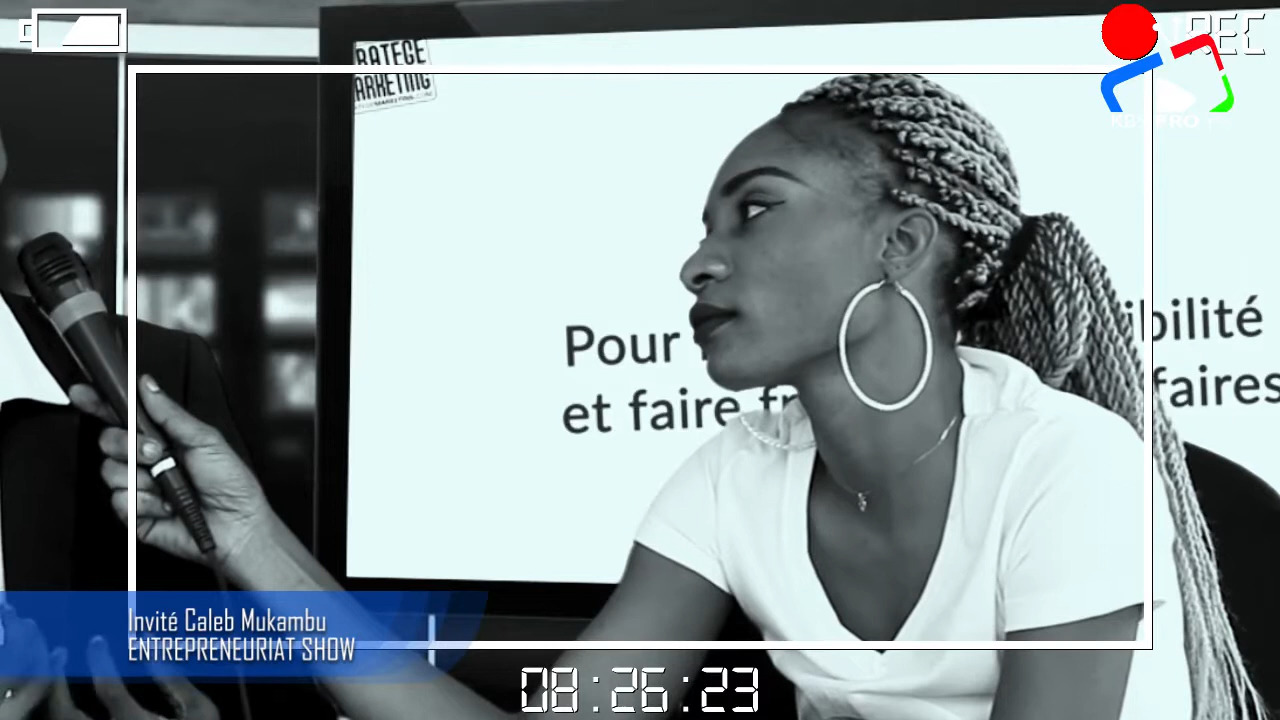 REC
RATEGE
ARKETING
Pour ibilité
et faire faires
Invité Caleb Mukambu
ENTREPRENEURIAT SHOW
08:26:23